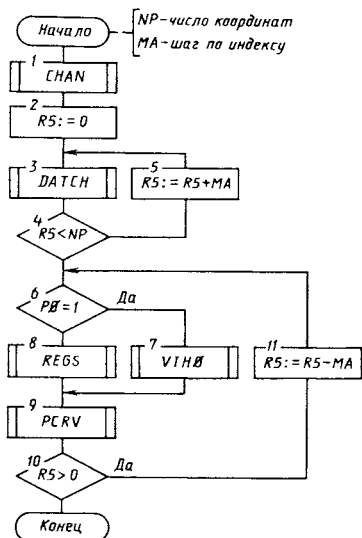 Начало
NP-число координат
MA-шаг по индексу
1
CHAN
2
R5:=0
3
DATCH
5
R5:=R5+MA
4
R5<NP
6
PØ=1
Да
8
REGS
7
VIHØ
11
R5:=R5-MA
9
PCRV
10
R5>0
Да
Конец